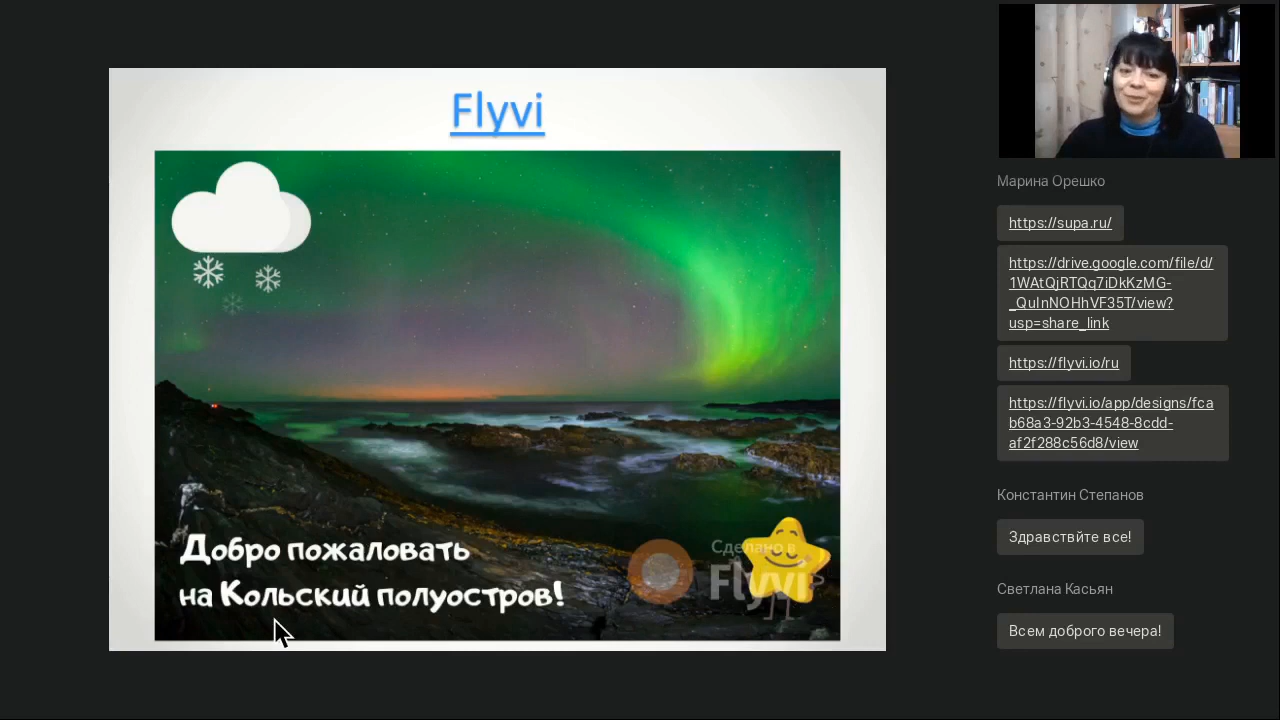 Flyvi
Добро пожаловать
на Кольский полуостров!
Сделано в
Flyvi
Марина Орешко
https://supa.ru/
https://drive.google.com/file/d/
1WAtQjRTQq7iDkKzMG-
_QuInNOHhVF35T/view?
usp=share_link
https://flyvi.io/ru
https://flyvi.io/app/designs/fca
b68a3-92b3-4548-8cdd-
af2f288c56d8/view
Константин Степанов
Здравствйте все!
Светлана Касьян
Всем доброго вечера!